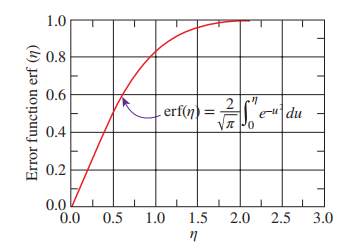 Error function erf (η)
1.0
0.8
0.6
0.4
0.2
0.0
erf(η) = 2/√π ∫₀^η e^-u² du
0.0 0.5 1.0 1.5 2.0 2.5 3.0
η